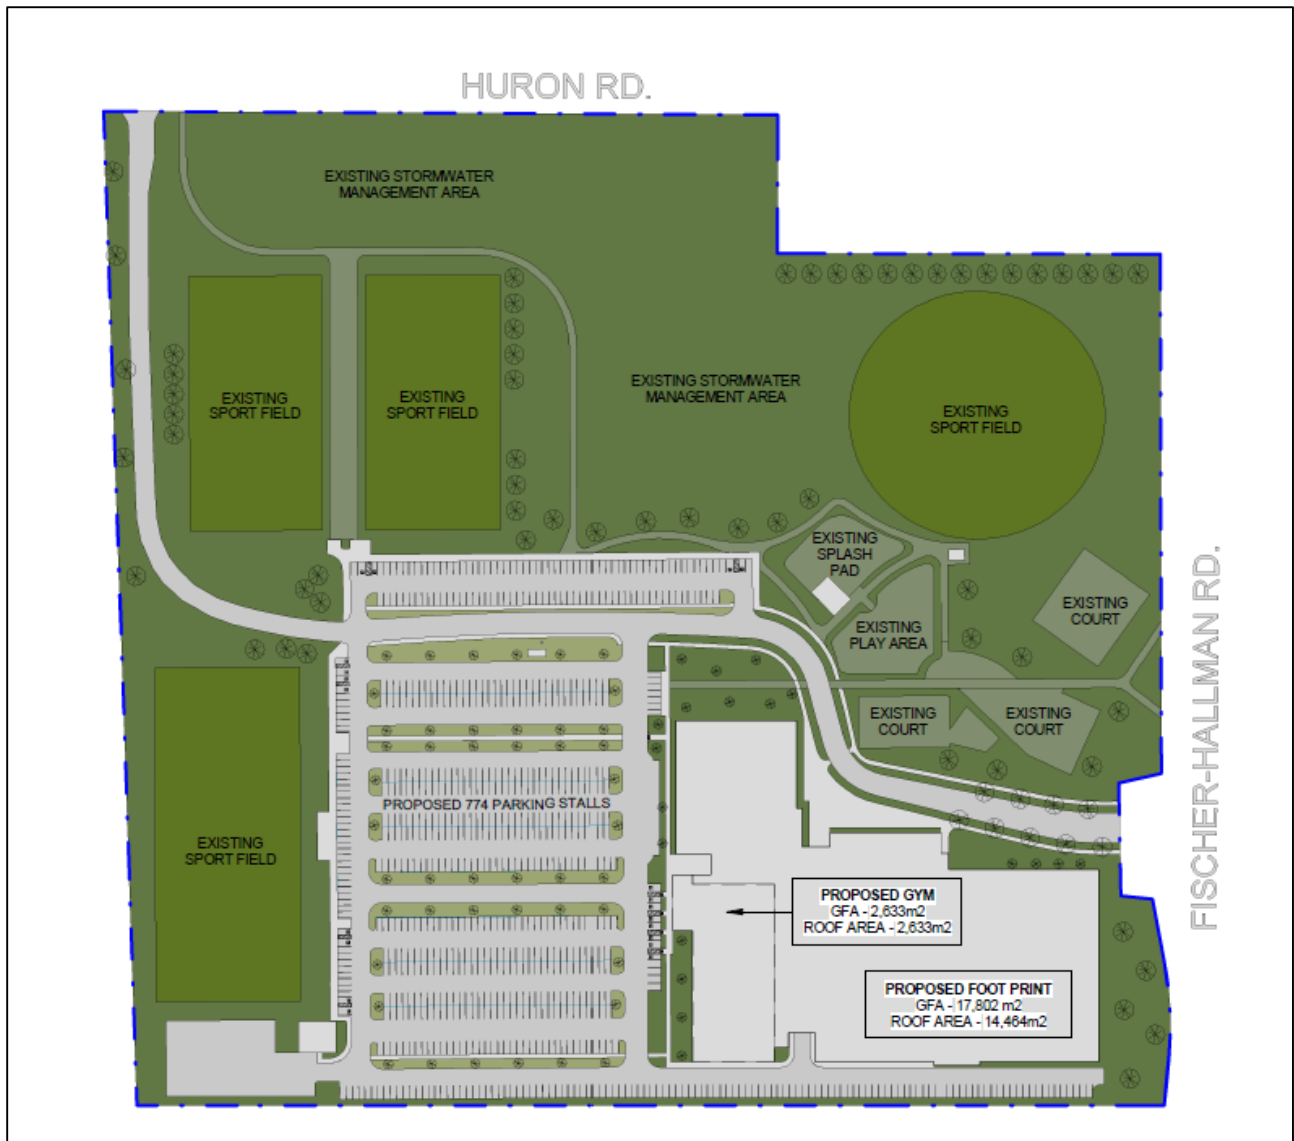 HURON RD.
EXISTING STORMWATER
MANAGEMENT AREA
EXISTING
SPORT FIELD
EXISTING
SPORT FIELD
EXISTING STORMWATER
MANAGEMENT AREA
EXISTING
SPORT FIELD
EXISTING
SPLASH
PAD
EXISTING
PLAY AREA
EXISTING
COURT
EXISTING
COURT
EXISTING
COURT
FISCHER-HALLMAN RD.
PROPOSED 774 PARKING STALLS
EXISTING
SPORT FIELD
PROPOSED GYM
GFA - 2,633m2
ROOF AREA - 2,633m2
PROPOSED FOOT PRINT
GFA - 17,802 m2
ROOF AREA - 14,464m2